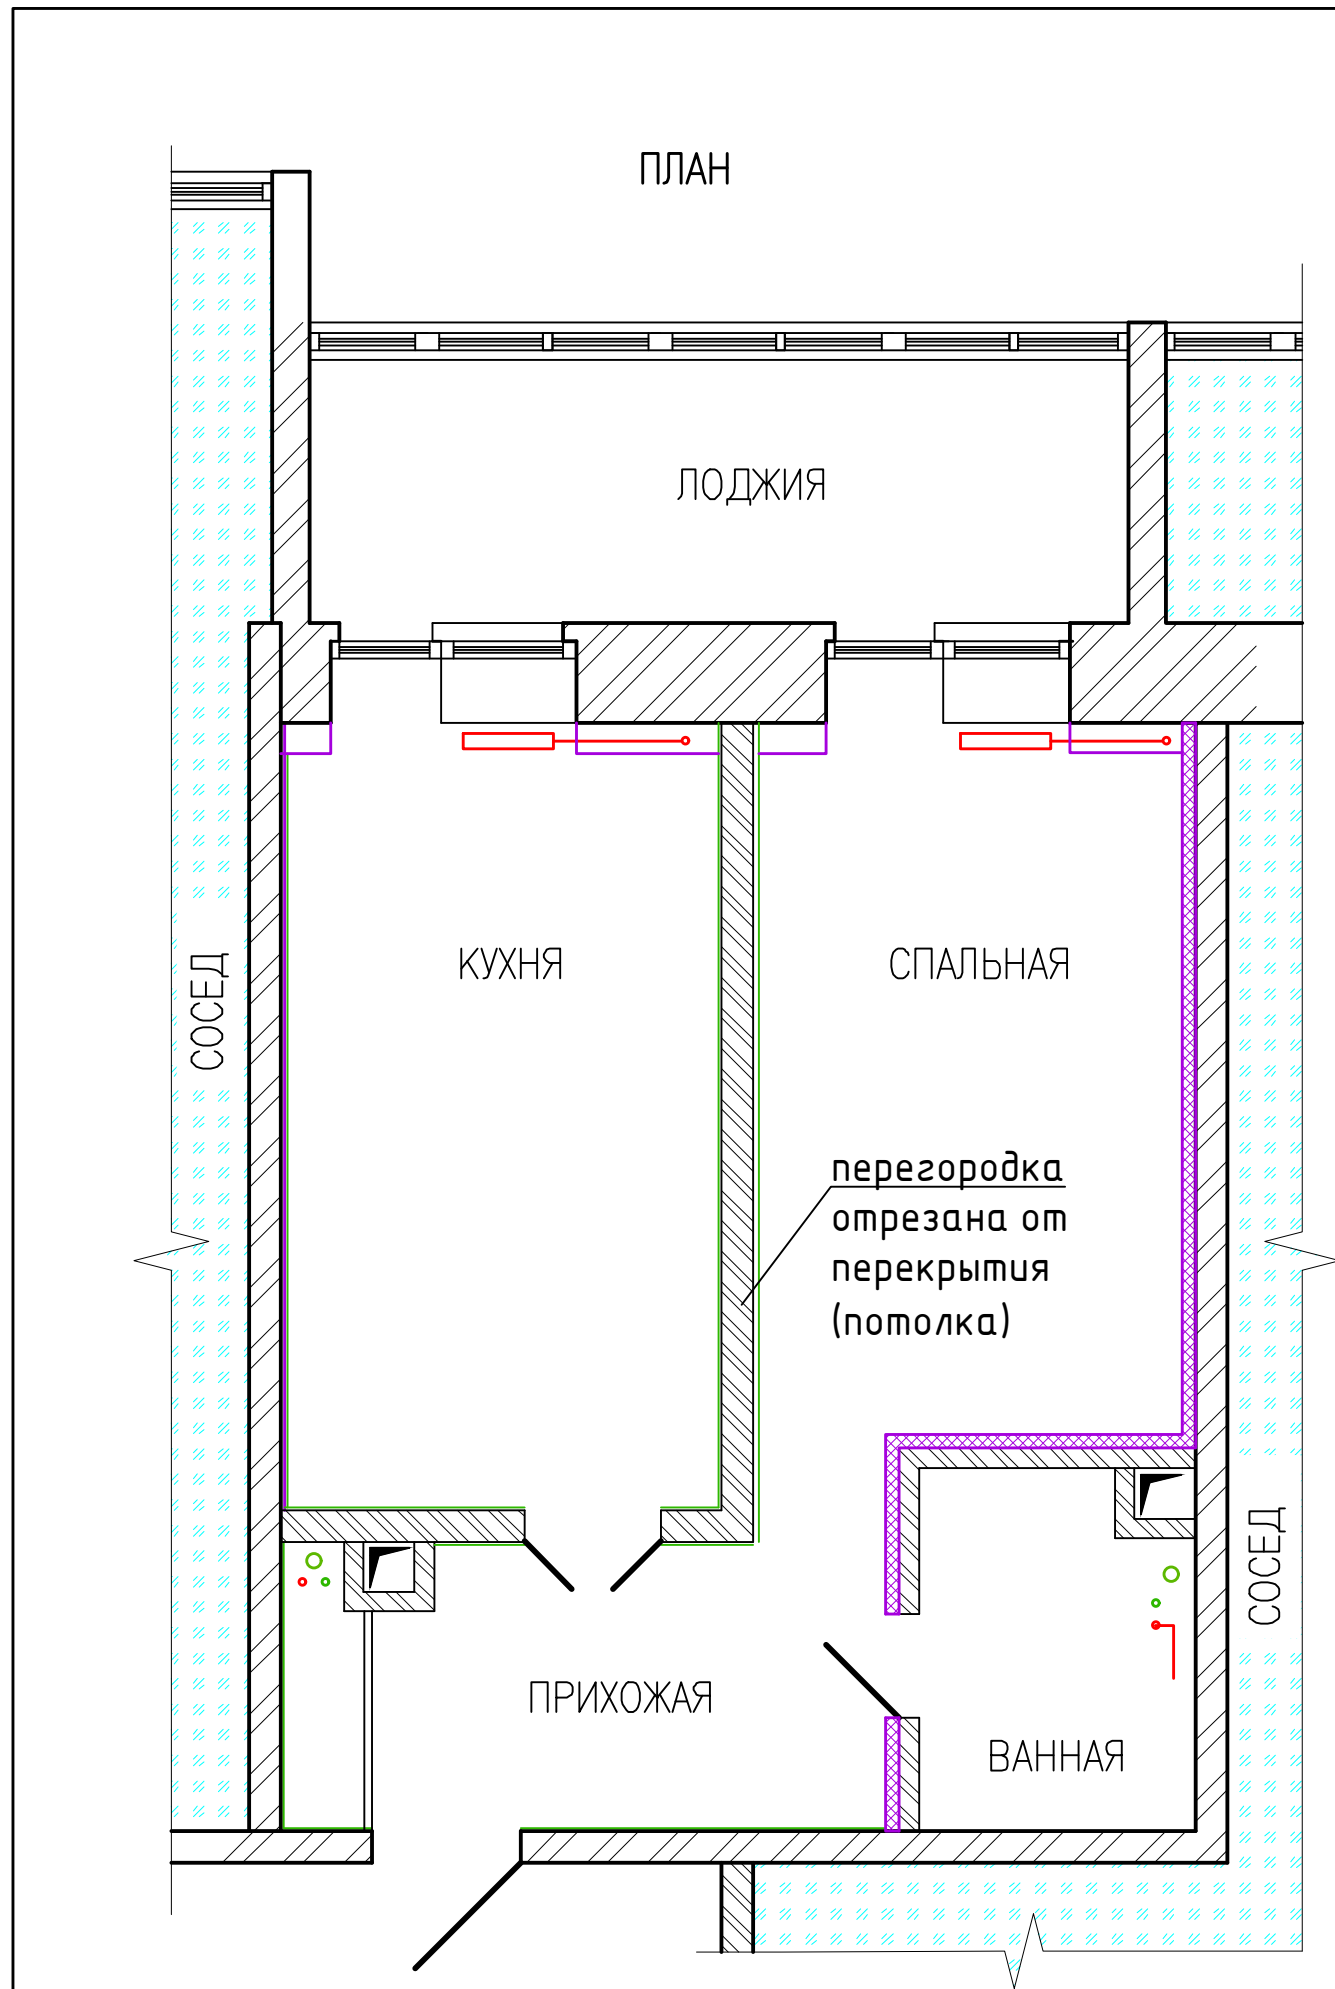 ПЛАН
ЛОДЖИЯ
КУХНЯ
СПАЛЬНАЯ
СОСЕД
перегородка
отрезана от
перекрытия
(потолка)
СОСЕД
ПРИХОЖАЯ
ВАННАЯ